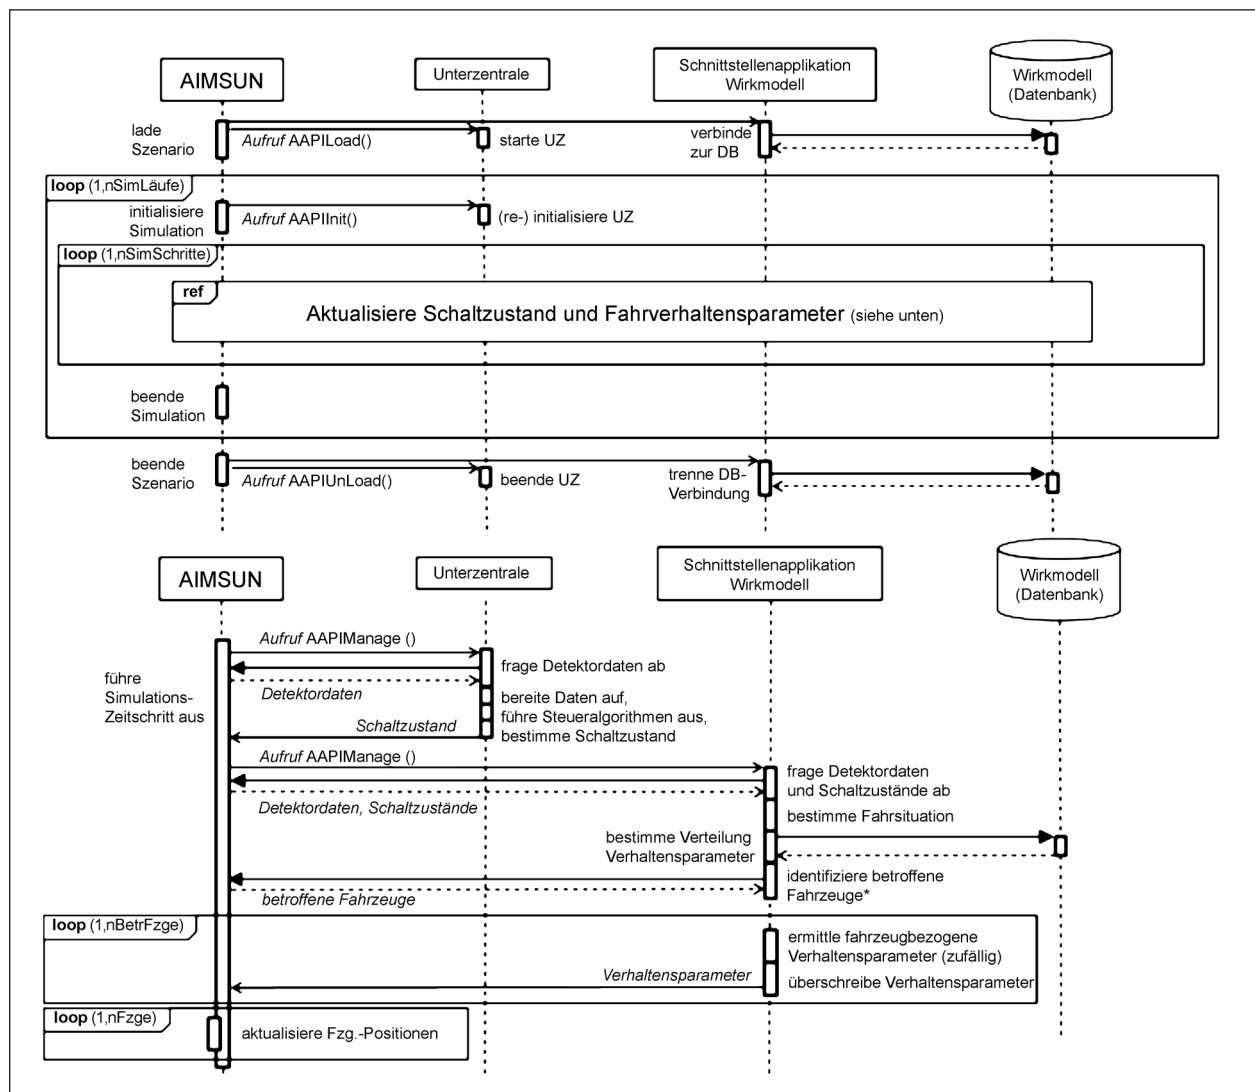 AIMSUN
Unterzentrale
Schnittstellenapplikation
Wirkmodell
Wirkmodell
(Datenbank)
lade
Szenario
Aufruf AAPILoad()
starte UZ
verbinde
zur DB
loop (1,nSimLäufe)
initialisiere
Simulation
Aufruf AAPIInit()
(re-) initialisiere UZ
loop (1,nSimSchritte)
ref
Aktualisiere Schaltzustand und Fahrverhaltensparameter (siehe unten)
beende
Simulation
beende
Szenario
Aufruf AAPIUnLoad()
beende UZ
trenne DB-
Verbindung
AIMSUN
Unterzentrale
Schnittstellenapplikation
Wirkmodell
Wirkmodell
(Datenbank)
führe
Simulations-
Zeitschritt aus
Aufruf AAPIManage ()
frage Detektordaten ab
Detektordaten
bereite Daten auf,
führe Steueralgorithmen aus,
bestimme Schaltzustand
Schaltzustand
Aufruf AAPIManage ()
frage Detektordaten
und Schaltzustände ab
Detektordaten, Schaltzustände
bestimme Fahrsituation
bestimme Verteilung
Verhaltensparameter
identifiziere betroffene
Fahrzeuge*
betroffene Fahrzeuge
loop (1,nBetrFzge)
ermittle fahrzeugbezogene
Verhaltensparameter (zufällig)
Verhaltensparameter
überschreibe Verhaltensparameter
loop (1,nFzge)
aktualisiere Fzg.-Positionen